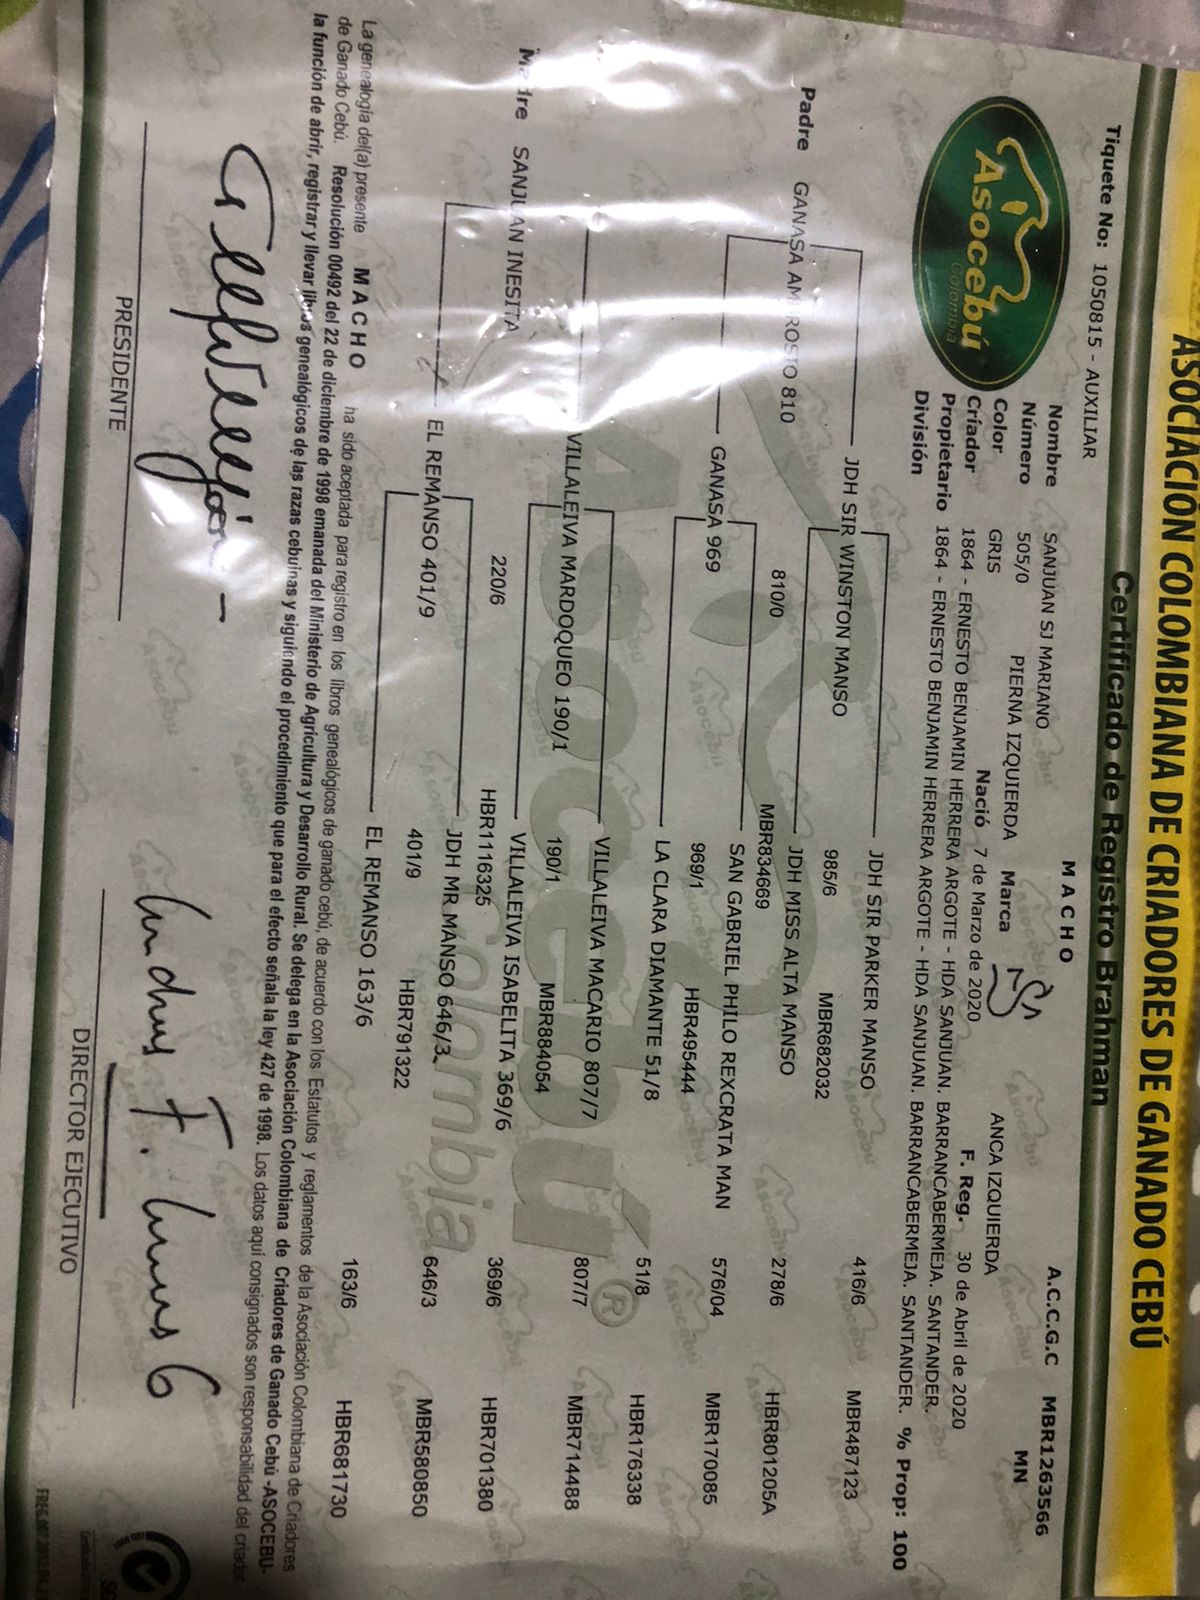 ASOCIACIÓN COLOMBIANA DE CRIADORES DE GANADO CEBÚ
Certificado de Registro Brahman
Tiquete No: 1050815 - AUXILIAR
MACHO
A.C.C.G.C MBR1263566
MN
Asocebú
Colombia
Nombre SANJUAN SJ MARIANO
Número 505/0 PIERNA IZQUIERDA Marca ANCA IZQUIERDA
Color GRIS Nació 7 de Marzo de 2020 F. Reg. 30 de Abril de 2020
Críador 1864 - ERNESTO BENJAMIN HERRERA ARGOTE - HDA SANJUAN. BARRANCABERMEJA. SANTANDER.
Propietario 1864 - ERNESTO BENJAMIN HERRERA ARGOTE - HDA SANJUAN. BARRANCABERMEJA. SANTANDER. % Prop: 100
División
JDH SIR PARKER MANSO 416/6 MBR487123
JDH SIR WINSTON MANSO
985/6 MBR682032
JDH MISS ALTA MANSO 278/6 HBR801205A
Padre GANASA AMBROSIO 810
810/0 MBR834669
SAN GABRIEL PHILO REXCRATA MAN 576/04 MBR170085
GANASA 969
969/1 HBR495444
LA CLARA DIAMANTE 51/8 51/8 HBR176338
VILLALEIVA MACARIO 807/7 807/7 MBR714488
VILLALEIVA MARDOQUEO 190/1
190/1 MBR884054
VILLALEIVA ISABELITA 369/6 369/6 HBR701380
Madre SANJUAN INESITA
220/6 HBR1116325
JDH MR MANSO 646/3 646/3 MBR580850
EL REMANSO 401/9
401/9 HBR791322
EL REMANSO 163/6 163/6 HBR681730
La genealogía del(a) presente MACHO ha sido aceptada para registro en los libros genealógicos de ganado cebú, de acuerdo con los Estatutos y reglamentos de la Asociación Colombiana de Criadores
de Ganado Cebú. Resolución 00492 del 22 de diciembre de 1998 emanada del Ministerio de Agricultura y Desarrollo Rural. Se delega en la Asociación Colombiana de Criadores de Ganado Cebú -ASOCEBU-
la función de abrir, registrar y llevar libros genealógicos de las razas cebuinas y siguiendo el procedimiento que para el efecto señala la ley 427 de 1998. Los datos aquí consignados son responsabilidad del criador
PRESIDENTE
DIRECTOR EJECUTIVO